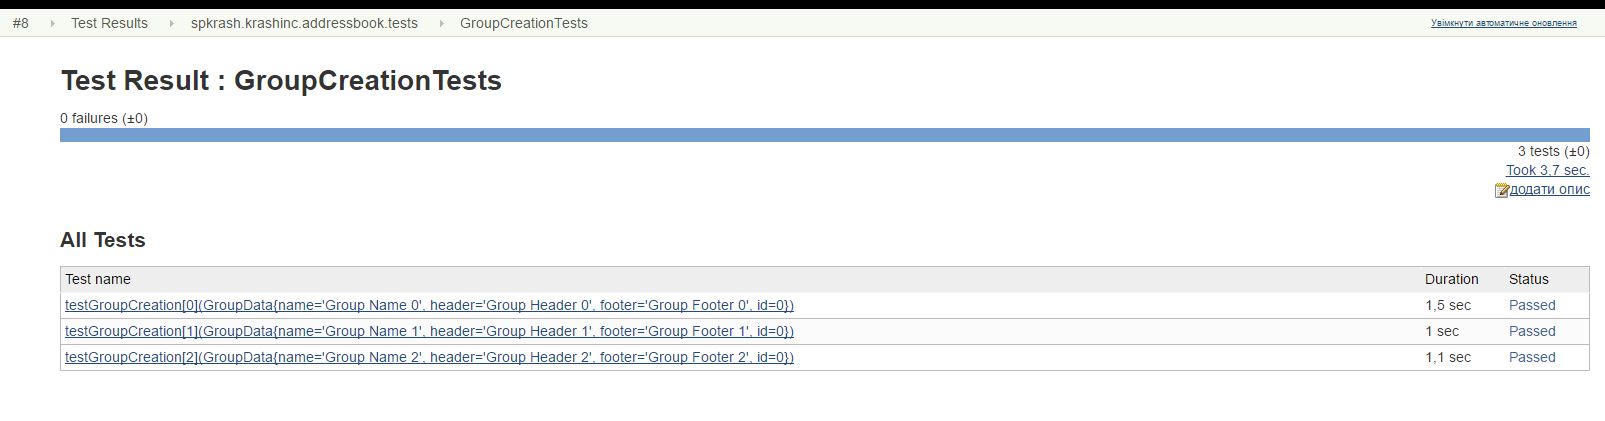 #8 Test Results spkrash.krashinc.addressbook.tests GroupCreationTests Увімкнути автоматичне оновлення
Test Result : GroupCreationTests
0 failures (±0)
3 tests (±0)
Took 3,7 sec.
додати опис
All Tests
Test name Duration Status
testGroupCreation[0](GroupData{name='Group Name 0', header='Group Header 0', footer='Group Footer 0', id=0}) 1,5 sec Passed
testGroupCreation[1](GroupData{name='Group Name 1', header='Group Header 1', footer='Group Footer 1', id=0}) 1 sec Passed
testGroupCreation[2](GroupData{name='Group Name 2', header='Group Header 2', footer='Group Footer 2', id=0}) 1,1 sec Passed